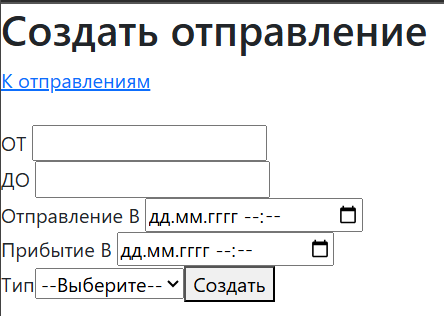 Создать отправление
К отправлениям
ОТ
ДО
Отправление В дд.мм.гггг --:--
Прибытие В дд.мм.гггг --:--
Тип --Выберите-- Создать